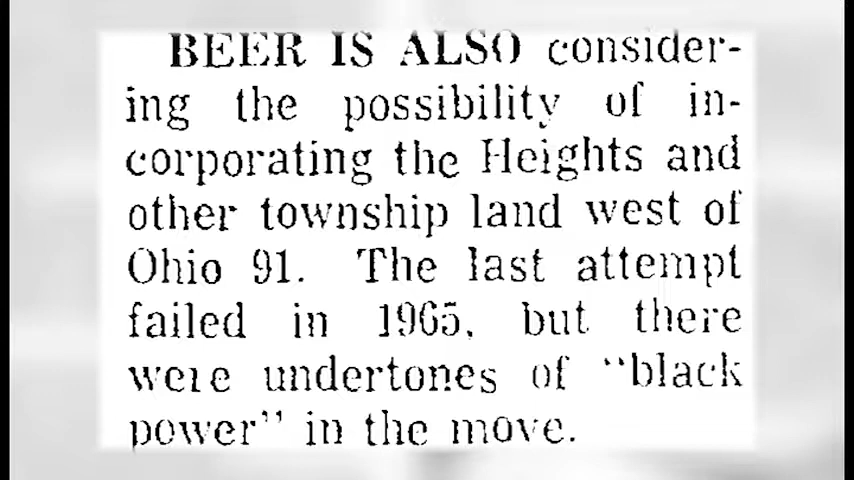 BEER IS ALSO consider-
ing the possibility of in-
corporating the Heights and
other township land west of
Ohio 91. The last attempt
failed in 1965, but there
were undertones of "black
power" in the move.